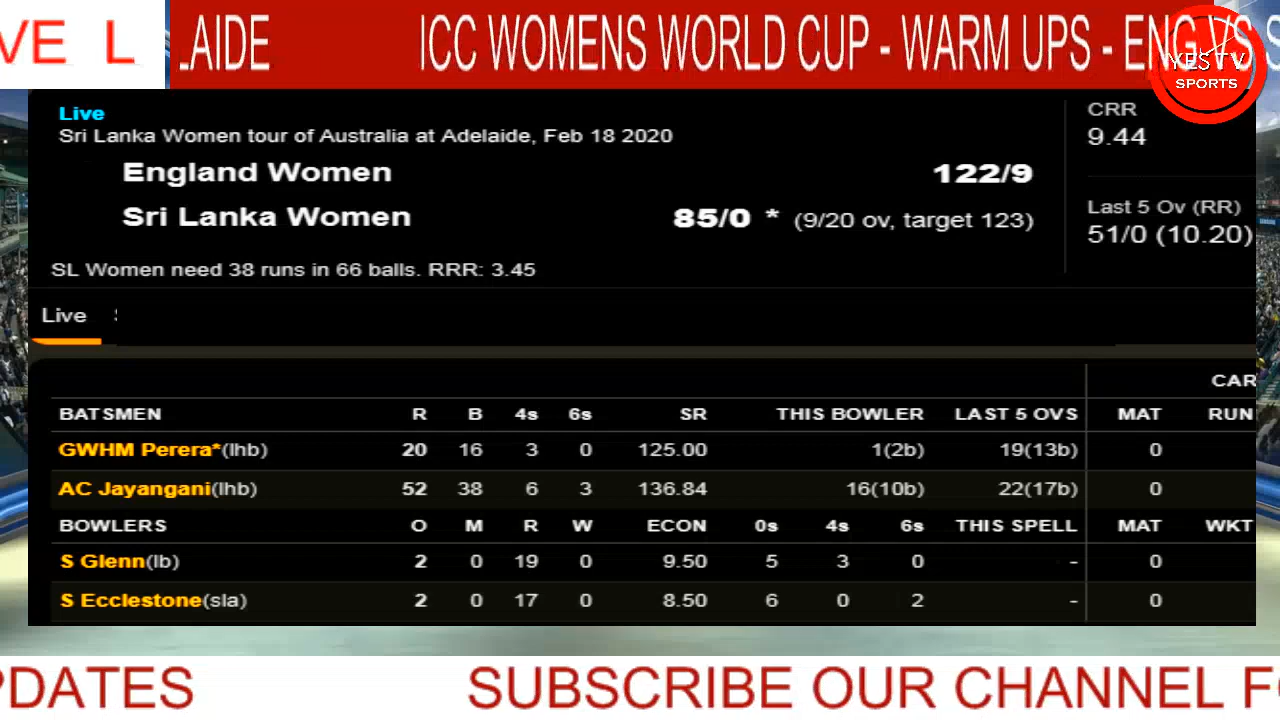 VE L
LAIDE ICC WOMENS WORLD CUP - WARM UPS - ENG VS S
YES TV
SPORTS
Live
Sri Lanka Women tour of Australia at Adelaide, Feb 18 2020
England Women 122/9
Sri Lanka Women 85/0 * (9/20 ov, target 123)
SL Women need 38 runs in 66 balls. RRR: 3.45
CRR
9.44
Last 5 Ov (RR)
51/0 (10.20)
Live
CAR
BATSMEN R B 4s 6s SR THIS BOWLER LAST 5 OVS MAT RUN
GWHM Perera*(lhb) 20 16 3 0 125.00 1(2b) 19(13b) 0
AC Jayangani(lhb) 52 38 6 3 136.84 16(10b) 22(17b) 0
BOWLERS O M R W ECON 0s 4s 6s THIS SPELL MAT WKT
S Glenn(lb) 2 0 19 0 9.50 5 3 0 - 0
S Ecclestone(sla) 2 0 17 0 8.50 6 0 2 - 0
PDATES SUBSCRIBE OUR CHANNEL FO